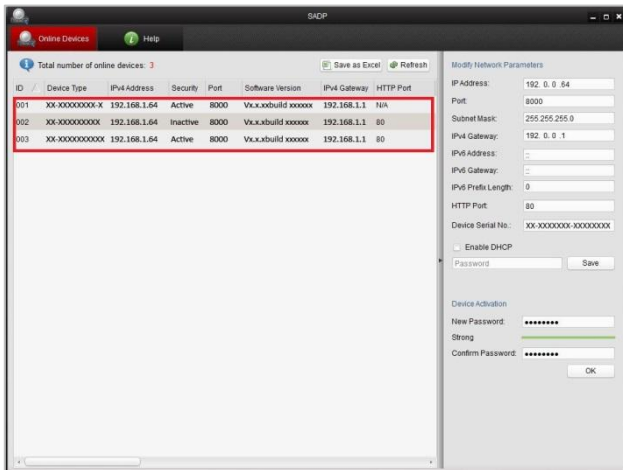 SADP
Online Devices Help
Total number of online devices: 3 Save as Excel Refresh
ID Device Type IPv4 Address Security Port Software Version IPv4 Gateway HTTP Port
001 XX-XXXXXXXX-X 192.168.1.64 Active 8000 Vx.x.xxbuild xxxxxx 192.168.1.1 N/A
002 XX-XXXXXXXXX 192.168.1.64 Inactive 8000 Vx.x.xbuild xxxxxx 192.168.1.1 80
003 XX-XXXXXXXXXX 192.168.1.64 Active 8000 Vx.x.xbuild xxxxxx 192.168.1.1 80
Modify Network Parameters
IP Address: 192. 0. 0 .64
Port: 8000
Subnet Mask: 255.255.255.0
IPv4 Gateway: 192. 0. 0 .1
IPv6 Address: ::
IPv6 Gateway: ::
IPv6 Prefix Length: 0
HTTP Port: 80
Device Serial No.: XX-XXXXXXX-XXXXXXXX
Enable DHCP
Password Save
Device Activation
New Password: ••••••••
Strong
Confirm Password: ••••••••
OK